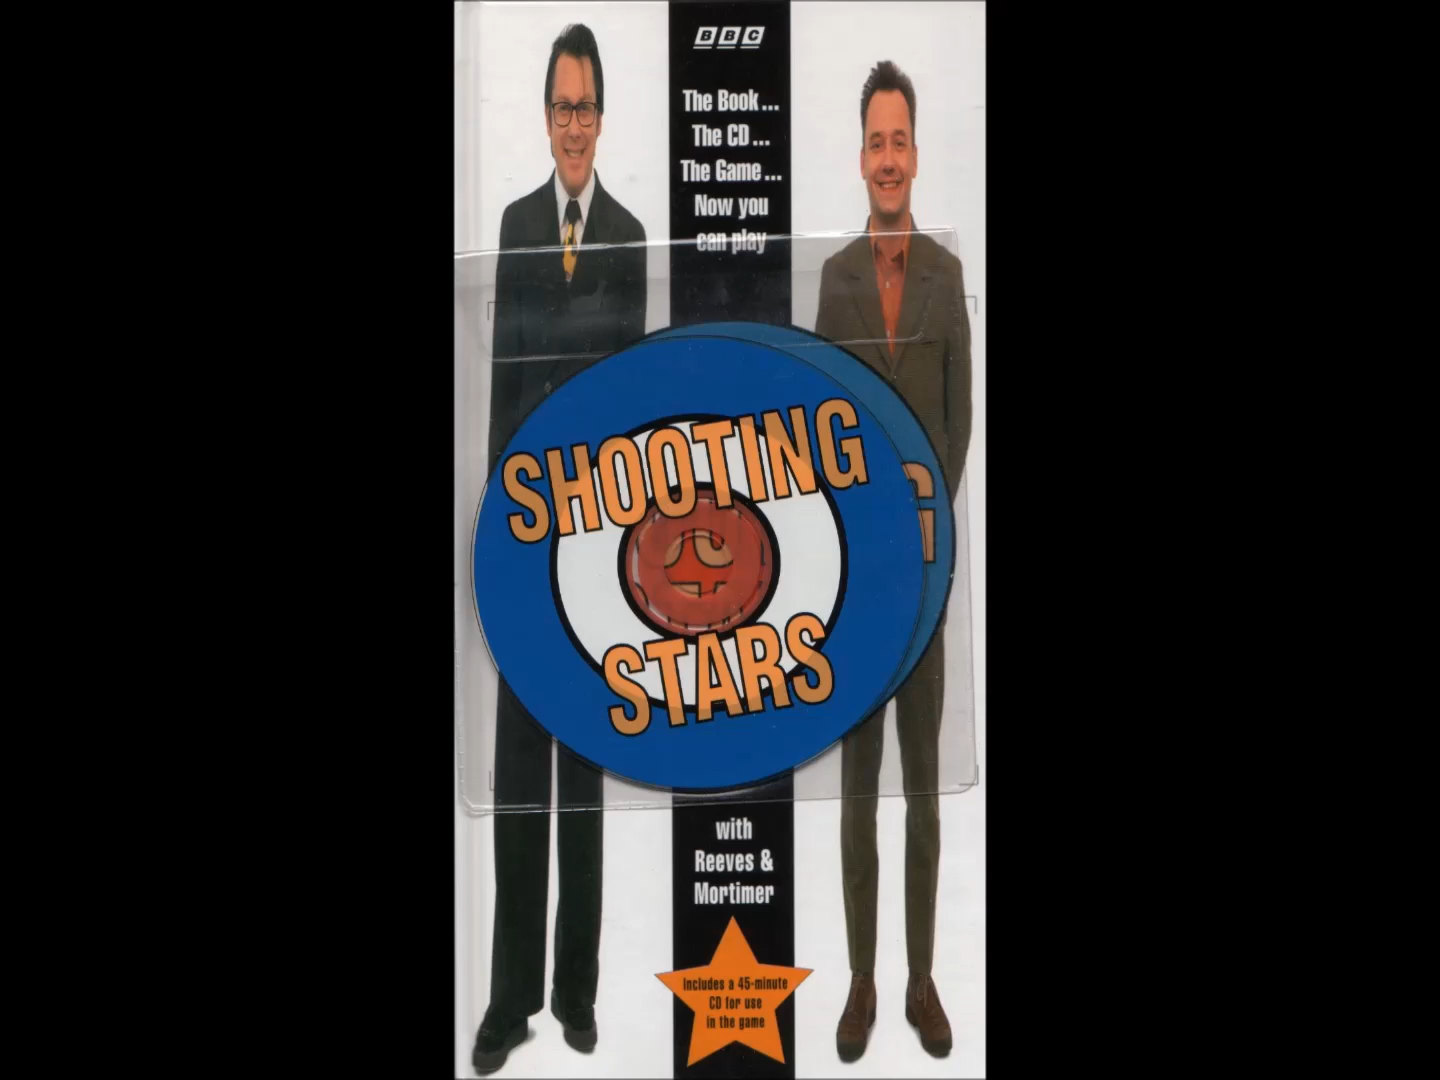 BBC
The Book...
The CD...
The Game...
Now you
can play
SHOOTING
G
STARS
with
Reeves &
Mortimer
Includes a 45-minute
CD for use
in the game